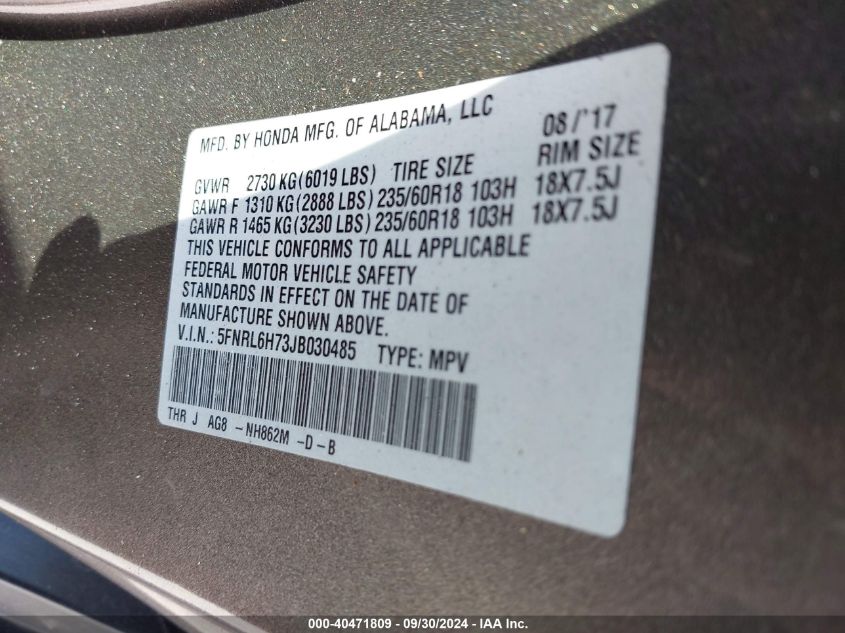 MFD. BY HONDA MFG. OF ALABAMA, LLC 08/'17
GVWR 2730 KG(6019 LBS) TIRE SIZE RIM SIZE
GAWR F 1310 KG(2888 LBS) 235/60R18 103H 18X7.5J
GAWR R 1465 KG(3230 LBS) 235/60R18 103H 18X7.5J
THIS VEHICLE CONFORMS TO ALL APPLICABLE
FEDERAL MOTOR VEHICLE SAFETY
STANDARDS IN EFFECT ON THE DATE OF
MANUFACTURE SHOWN ABOVE.
V.I.N.: 5FNRL6H73JB030485 TYPE: MPV
THR J AG8 -NH862M -D-B
000-40471809 - 09/30/2024 - IAA Inc.